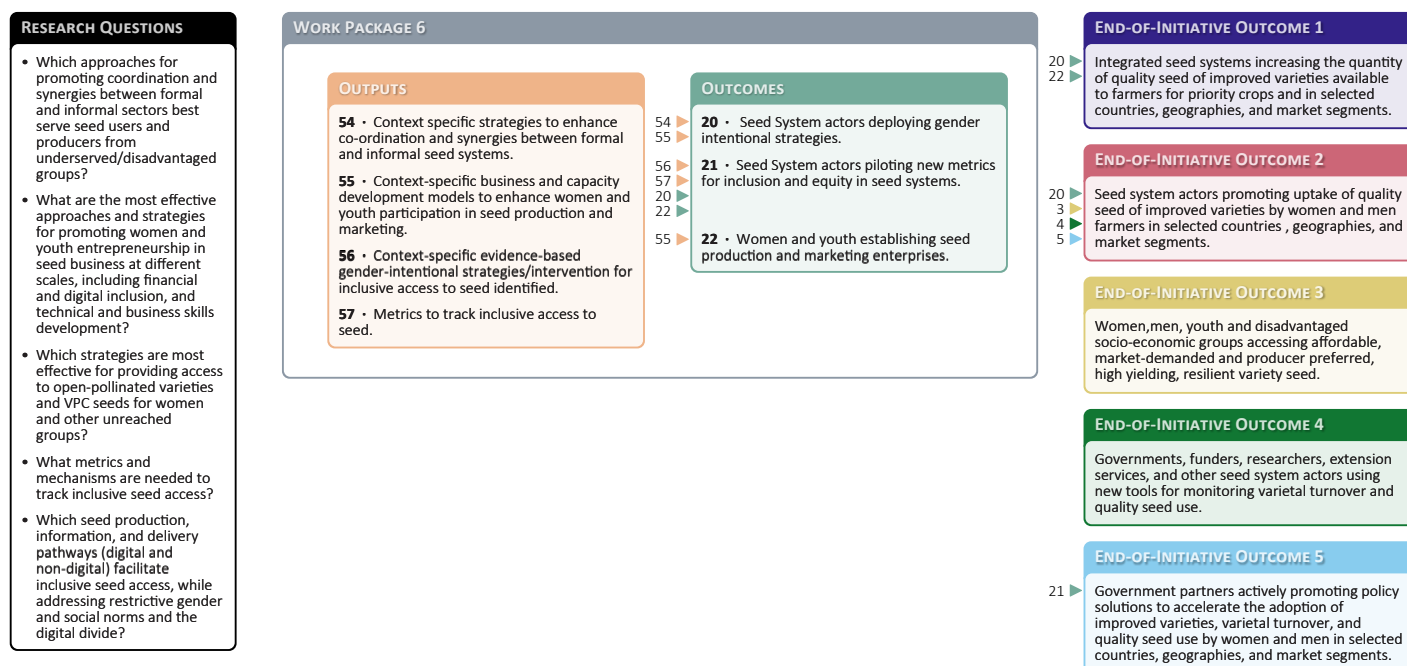 RESEARCH QUESTIONS
• Which approaches for
promoting coordination and
synergies between formal
and informal sectors best
serve seed users and
producers from
underserved/disadvantaged
groups?
• What are the most effective
approaches and strategies
for promoting women and
youth entrepreneurship in
seed business at different
scales, including financial
and digital inclusion, and
technical and business skills
development?
• Which strategies are most
effective for providing access
to open-pollinated varieties
and VPC seeds for women
and other unreached
groups?
• What metrics and
mechanisms are needed to
track inclusive seed access?
• Which seed production,
information, and delivery
pathways (digital and
non-digital) facilitate
inclusive seed access, while
addressing restrictive gender
and social norms and the
digital divide?
WORK PACKAGE 6
OUTPUTS
54 · Context specific strategies to enhance
co-ordination and synergies between formal
and informal seed systems.
55 · Context-specific business and capacity
development models to enhance women and
youth participation in seed production and
marketing.
56 · Context-specific evidence-based
gender-intentional strategies/intervention for
inclusive access to seed identified.
57 · Metrics to track inclusive access to
seed.
54
55
56
57
20
22
55
OUTCOMES
20 · Seed System actors deploying gender
intentional strategies.
21 · Seed System actors piloting new metrics
for inclusion and equity in seed systems.
22 · Women and youth establishing seed
production and marketing enterprises.
20
22
END-OF-INITIATIVE OUTCOME 1
Integrated seed systems increasing the quantity
of quality seed of improved varieties available
to farmers for priority crops and in selected
countries, geographies, and market segments.
20
3
4
5
END-OF-INITIATIVE OUTCOME 2
Seed system actors promoting uptake of quality
seed of improved varieties by women and men
farmers in selected countries , geographies, and
market segments.
END-OF-INITIATIVE OUTCOME 3
Women,men, youth and disadvantaged
socio-economic groups accessing affordable,
market-demanded and producer preferred,
high yielding, resilient variety seed.
END-OF-INITIATIVE OUTCOME 4
Governments, funders, researchers, extension
services, and other seed system actors using
new tools for monitoring varietal turnover and
quality seed use.
21
END-OF-INITIATIVE OUTCOME 5
Government partners actively promoting policy
solutions to accelerate the adoption of
improved varieties, varietal turnover, and
quality seed use by women and men in selected
countries, geographies, and market segments.